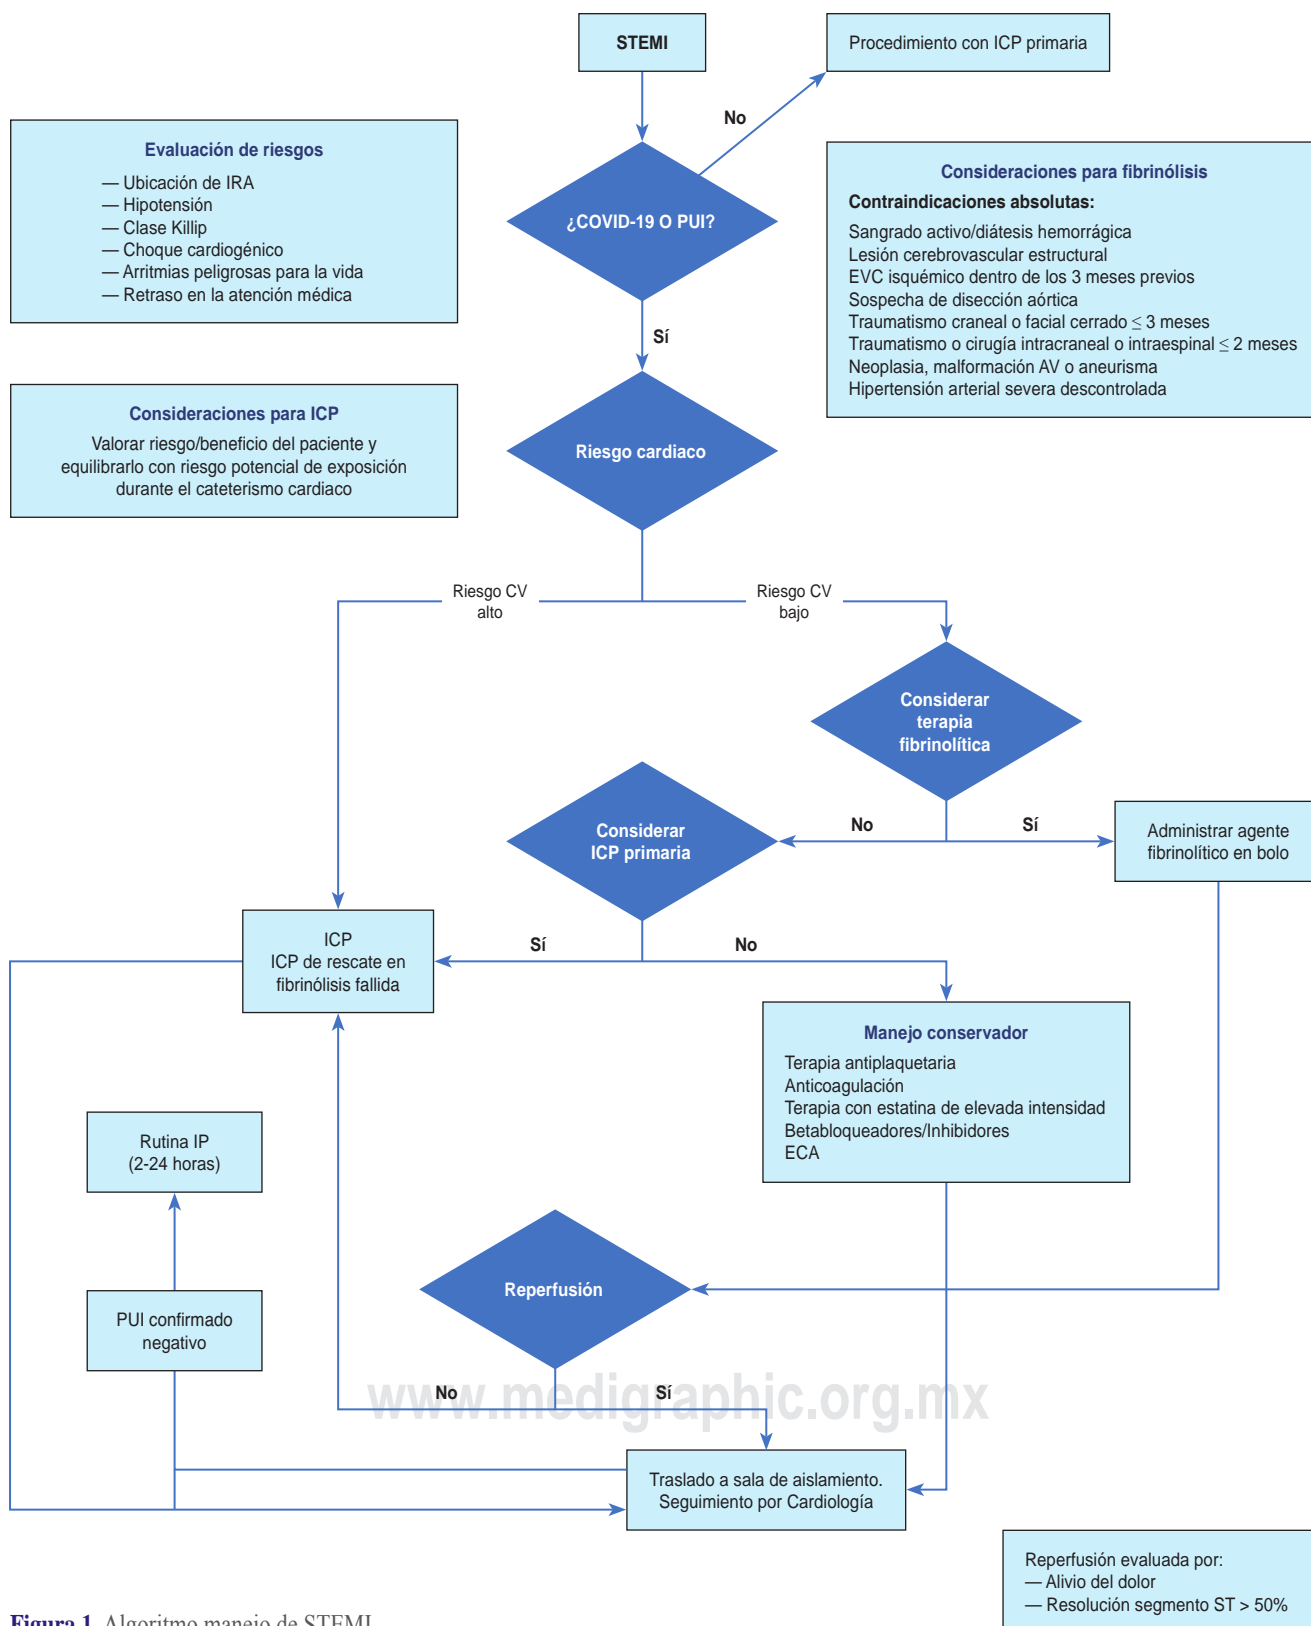 STEMI
Procedimiento con ICP primaria
No
Evaluación de riesgos
— Ubicación de IRA
— Hipotensión
— Clase Killip
— Choque cardiogénico
— Arritmias peligrosas para la vida
— Retraso en la atención médica
¿COVID-19 O PUI?
Consideraciones para fibrinólisis
Contraindicaciones absolutas:
Sangrado activo/diátesis hemorrágica
Lesión cerebrovascular estructural
EVC isquémico dentro de los 3 meses previos
Sospecha de disección aórtica
Traumatismo craneal o facial cerrado ≤ 3 meses
Traumatismo o cirugía intracraneal o intraespinal ≤ 2 meses
Neoplasia, malformación AV o aneurisma
Hipertensión arterial severa descontrolada
Sí
Consideraciones para ICP
Valorar riesgo/beneficio del paciente y
equilibrarlo con riesgo potencial de exposición
durante el cateterismo cardiaco
Riesgo cardiaco
Riesgo CV
alto
Riesgo CV
bajo
Considerar
terapia
fibrinolítica
Considerar
ICP primaria
No
Sí
Administrar agente
fibrinolítico en bolo
ICP
ICP de rescate en
fibrinólisis fallida
Sí
No
Manejo conservador
Terapia antiplaquetaria
Anticoagulación
Terapia con estatina de elevada intensidad
Betabloqueadores/Inhibidores
ECA
Rutina IP
(2-24 horas)
Reperfusión
PUI confirmado
negativo
No
Sí
www.medigraphic.org.mx
Traslado a sala de aislamiento.
Seguimiento por Cardiología
Reperfusión evaluada por:
— Alivio del dolor
— Resolución segmento ST > 50%
Figura 1. Algoritmo manejo de STEMI